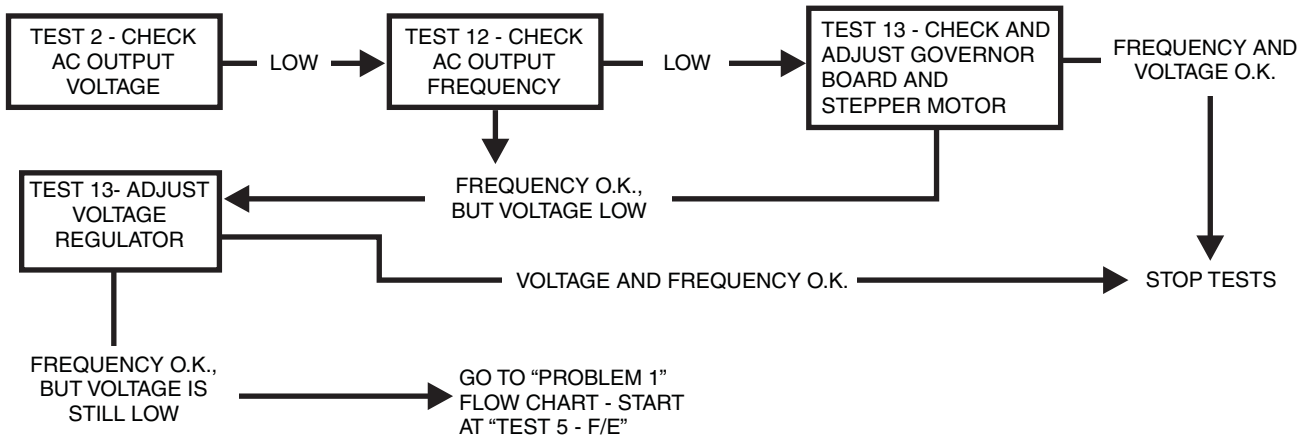 TEST 2 - CHECK
AC OUTPUT
VOLTAGE
LOW
TEST 12 - CHECK
AC OUTPUT
FREQUENCY
LOW
TEST 13 - CHECK AND
ADJUST GOVERNOR
BOARD AND
STEPPER MOTOR
FREQUENCY AND
VOLTAGE O.K.
FREQUENCY O.K.,
BUT VOLTAGE LOW
TEST 13- ADJUST
VOLTAGE
REGULATOR
VOLTAGE AND FREQUENCY O.K.
STOP TESTS
FREQUENCY O.K.,
BUT VOLTAGE IS
STILL LOW
GO TO “PROBLEM 1”
FLOW CHART - START
AT “TEST 5 - F/E”